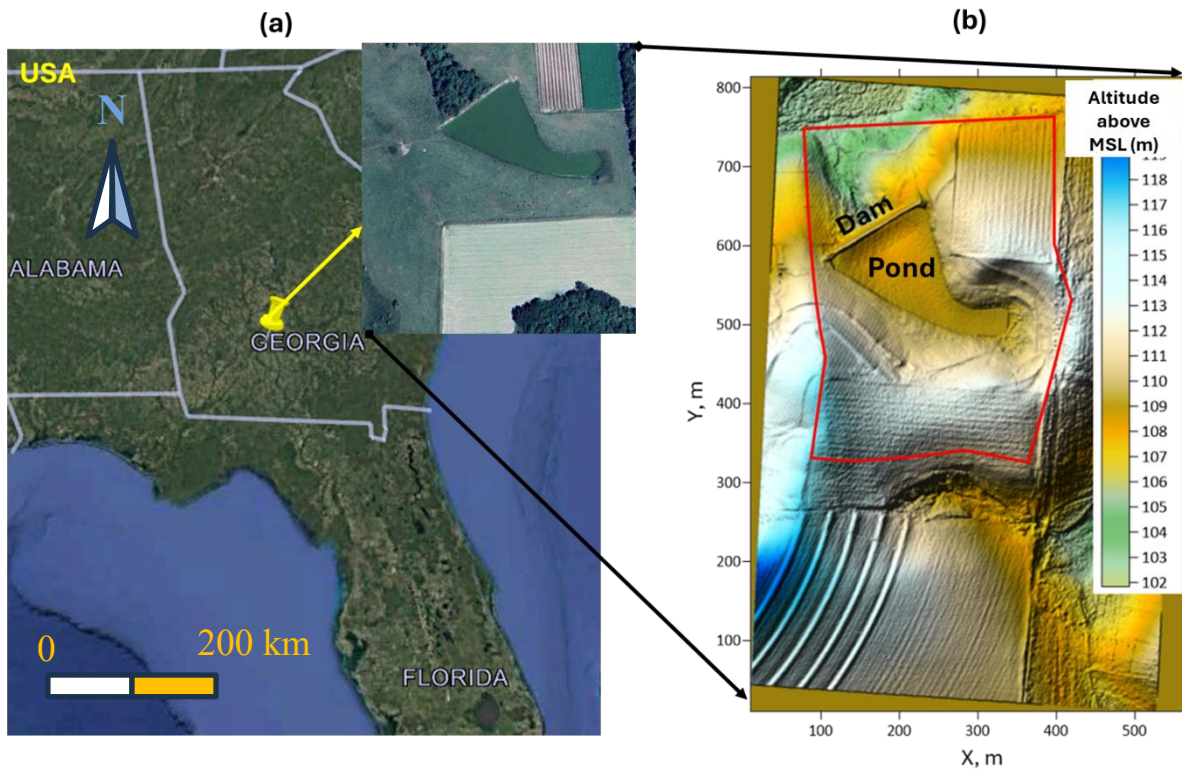 (a)
(b)
USA
N
ALABAMA
GEORGIA
FLORIDA
0
200 km
Altitude
above
MSL (m)
118
117
116
115
114
113
112
111
110
109
108
107
106
105
104
103
102
Dam
Pond
800
700
600
500
400
300
200
100
Y, m
100
200
300
400
500
X, m